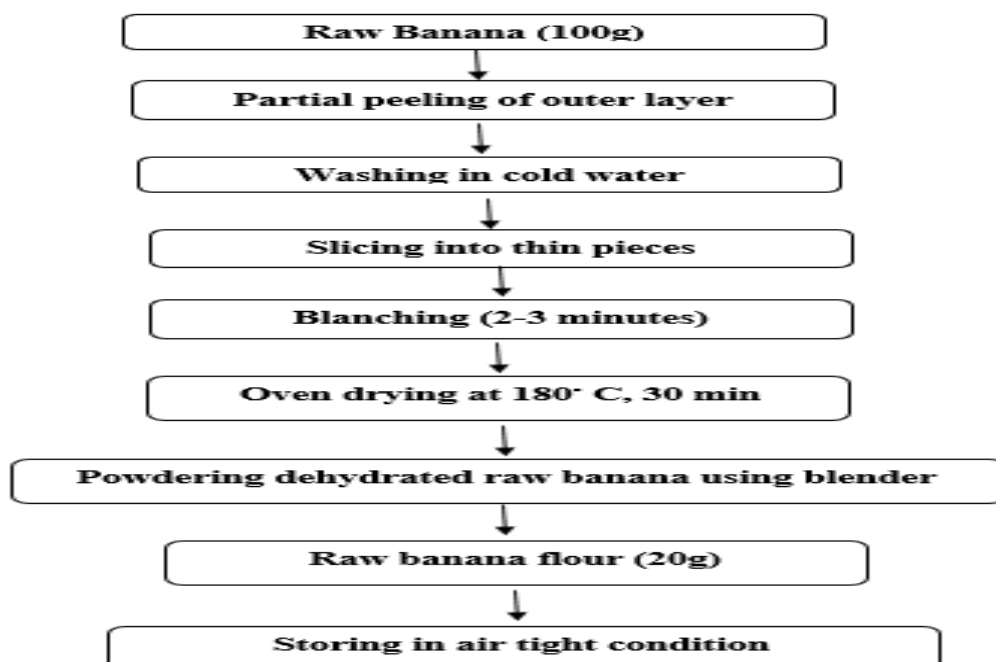 Raw Banana (100g)
Partial peeling of outer layer
Washing in cold water
Slicing into thin pieces
Blanching (2-3 minutes)
Oven drying at 180° C, 30 min
Powdering dehydrated raw banana using blender
Raw banana flour (20g)
Storing in air tight condition